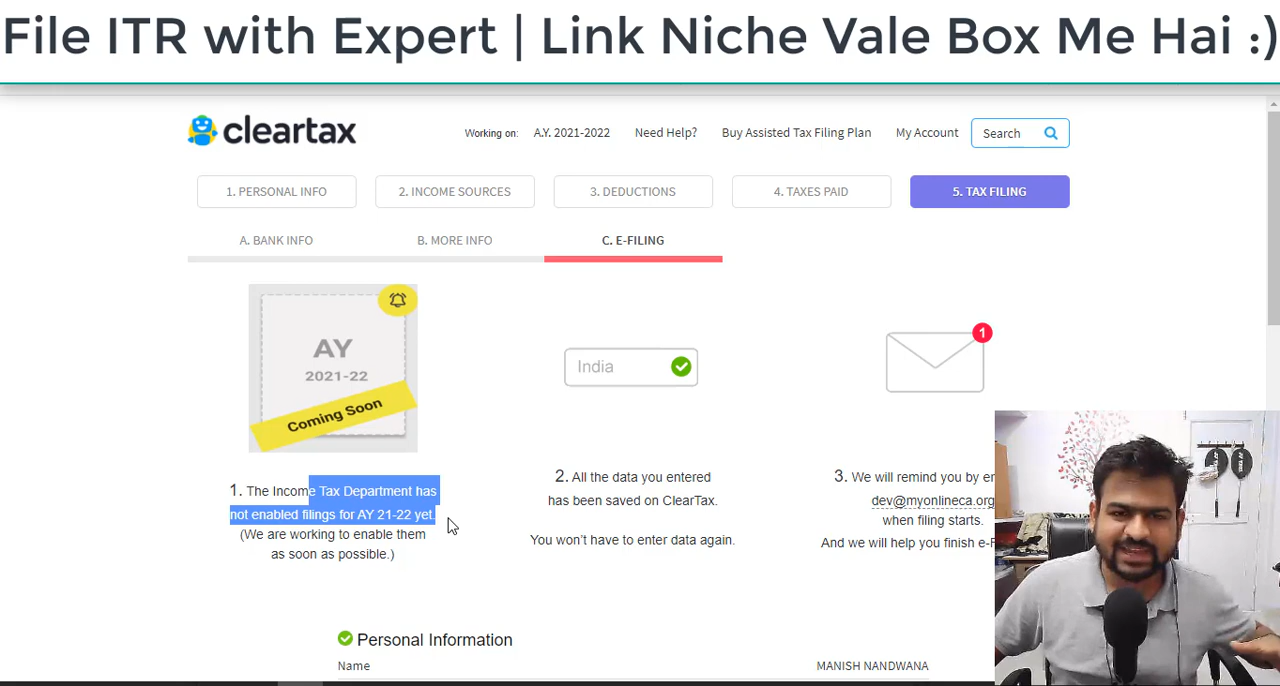 File ITR with Expert | Link Niche Vale Box Me Hai :)
cleartax
Working on: A.Y. 2021-2022 Need Help? Buy Assisted Tax Filing Plan My Account Search
1. PERSONAL INFO 2. INCOME SOURCES 3. DEDUCTIONS 4. TAXES PAID 5. TAX FILING
A. BANK INFO B. MORE INFO C. E-FILING
AY
2021-22
Coming Soon
India
1
1. The Income Tax Department has
not enabled filings for AY 21-22 yet.
(We are working to enable them
as soon as possible.)
2. All the data you entered
has been saved on ClearTax.
You won't have to enter data again.
3. We will remind you by
dev@myonlineca.org
when filing starts.
And we will help you finish
Personal Information
Name MANISH NANDWANA